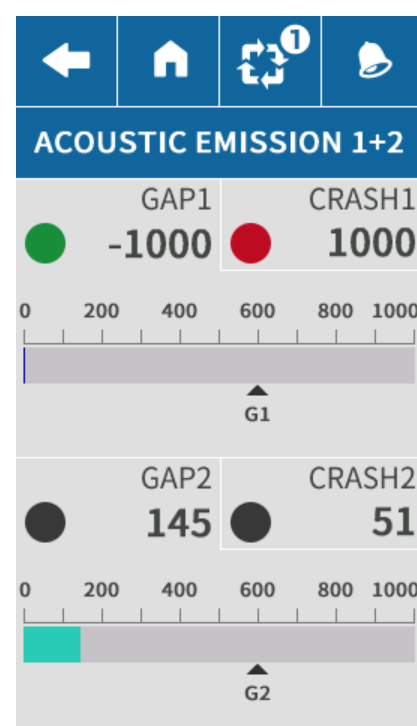 1
ACOUSTIC EMISSION 1+2
GAP1 CRASH1
-1000 1000
0 200 400 600 800 1000
G1
GAP2 CRASH2
145 51
0 200 400 600 800 1000
G2